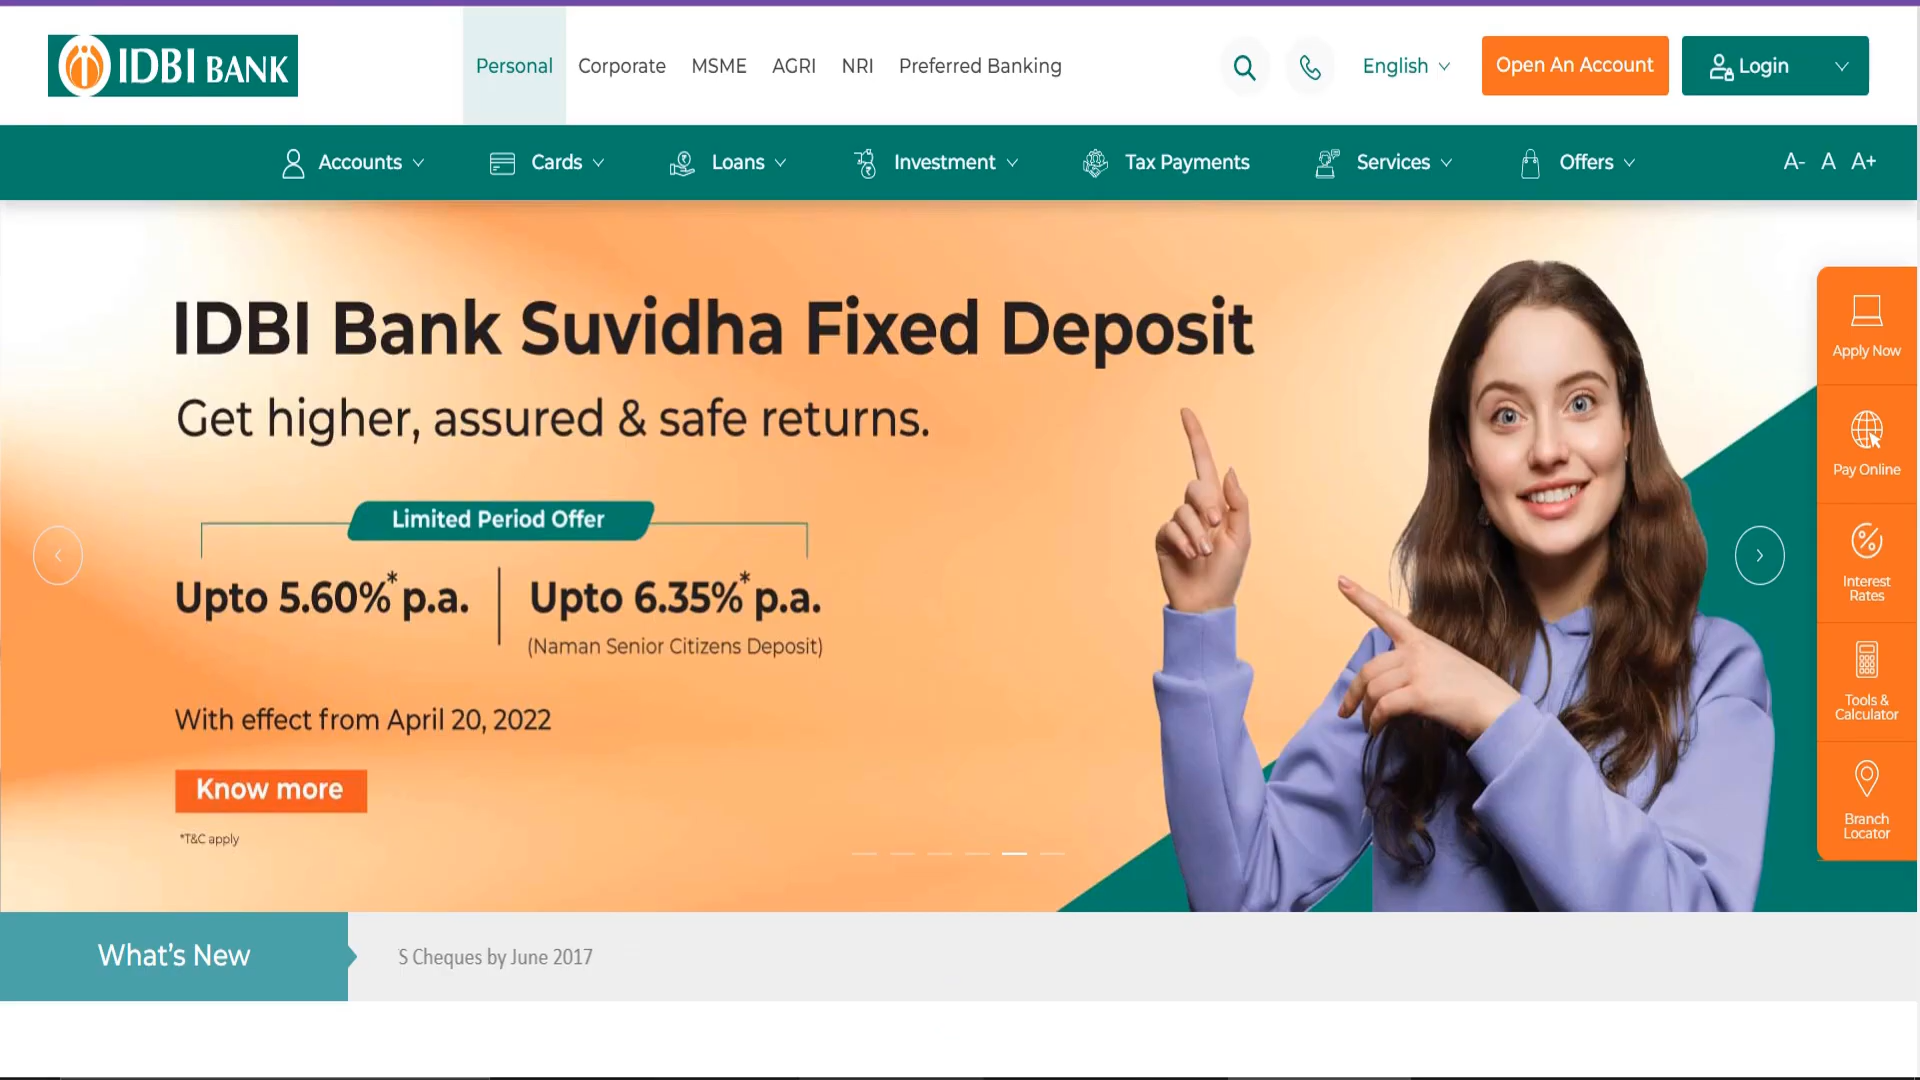 IDBI BANK
Personal Corporate MSME AGRI NRI Preferred Banking English Open An Account Login
Accounts Cards Loans Investment Tax Payments Services Offers A- A A+
IDBI Bank Suvidha Fixed Deposit
Get higher, assured & safe returns.
Limited Period Offer
Upto 5.60%* p.a. Upto 6.35%* p.a.
(Naman Senior Citizens Deposit)
With effect from April 20, 2022
Know more
*T&C apply
Apply Now
Pay Online
Interest
Rates
Tools &
Calculator
Branch
Locator
What's New S Cheques by June 2017